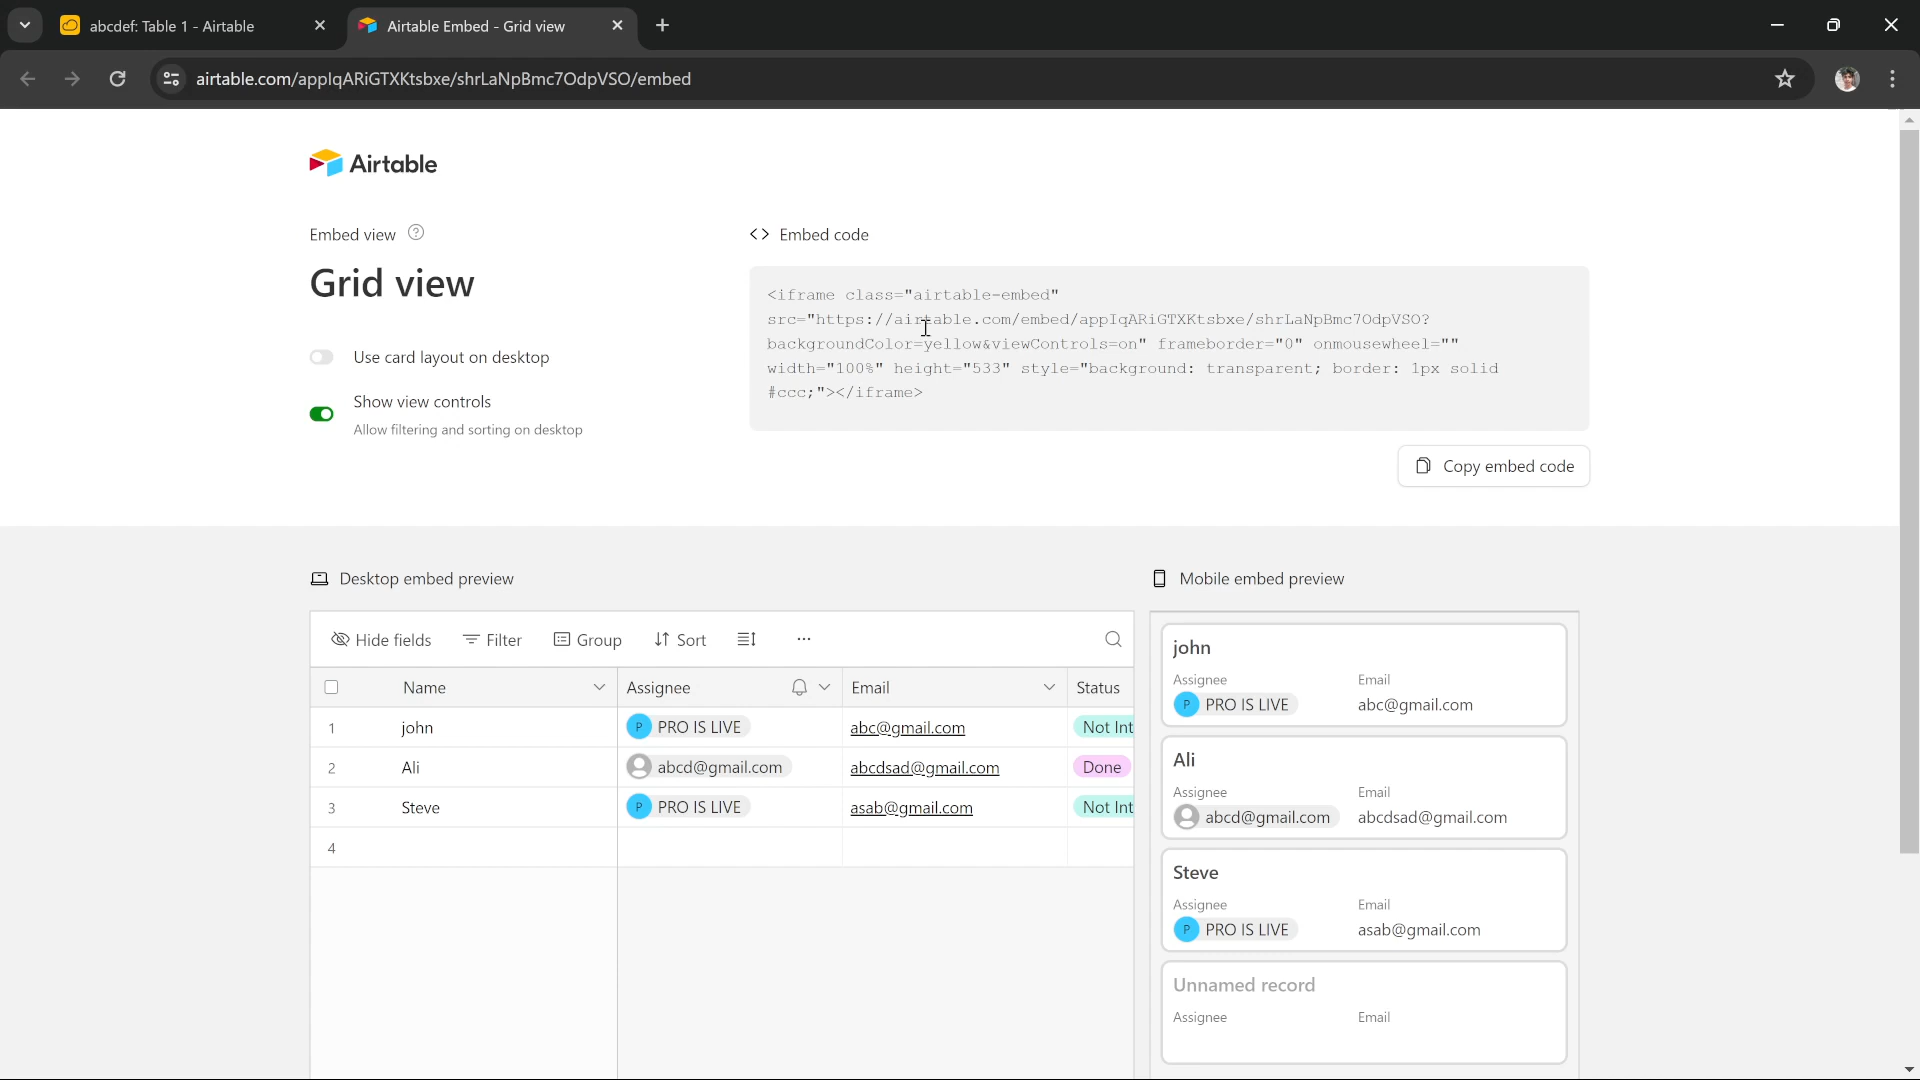 abcdef: Table 1 - Airtable
Airtable Embed - Grid view
airtable.com/appIqARiGTXKtsbxe/shrLaNpBmc7OdpVSO/embed
Airtable
Embed view
Grid view
Use card layout on desktop
Show view controls
Allow filtering and sorting on desktop
<> Embed code
<iframe class="airtable-embed"
src="https://airtable.com/embed/appIqARiGTXKtsbxe/shrLaNpBmc7OdpVSO?
backgroundColor=yellow&viewControls=on" frameborder="0" onmousewheel=""
width="100%" height="533" style="background: transparent; border: 1px solid
#ccc;"></iframe>
Copy embed code
Desktop embed preview
Hide fields Filter Group Sort
Name Assignee Email Status
1 john P PRO IS LIVE abc@gmail.com Not Int
2 Ali abcd@gmail.com abcdsad@gmail.com Done
3 Steve P PRO IS LIVE asab@gmail.com Not Int
4
Mobile embed preview
john
Assignee Email
P PRO IS LIVE abc@gmail.com
Ali
Assignee Email
abcd@gmail.com abcdsad@gmail.com
Steve
Assignee Email
P PRO IS LIVE asab@gmail.com
Unnamed record
Assignee Email